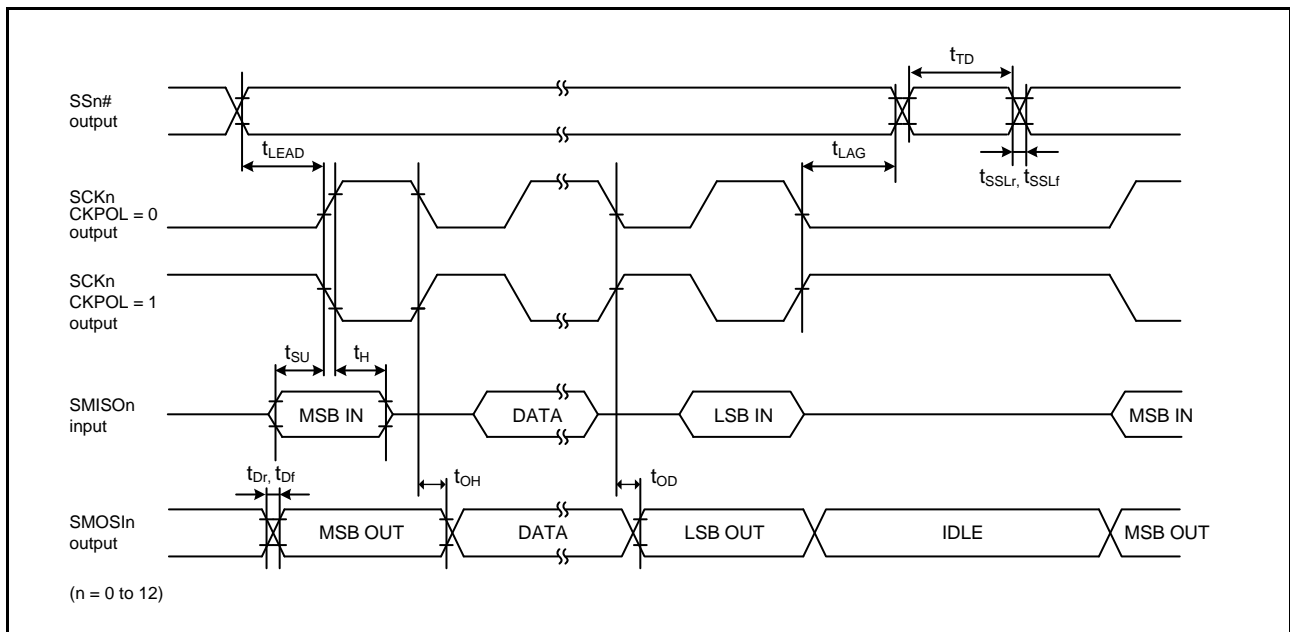 tTD
SSn#
output
tLEAD
tLAG
tSSLr, tSSLf
SCKn
CKPOL = 0
output
SCKn
CKPOL = 1
output
tSU
tH
SMISOn
input
MSB IN
DATA
LSB IN
MSB IN
tDr, tDf
tOH
tOD
SMOSIn
output
MSB OUT
DATA
LSB OUT
IDLE
MSB OUT
(n = 0 to 12)